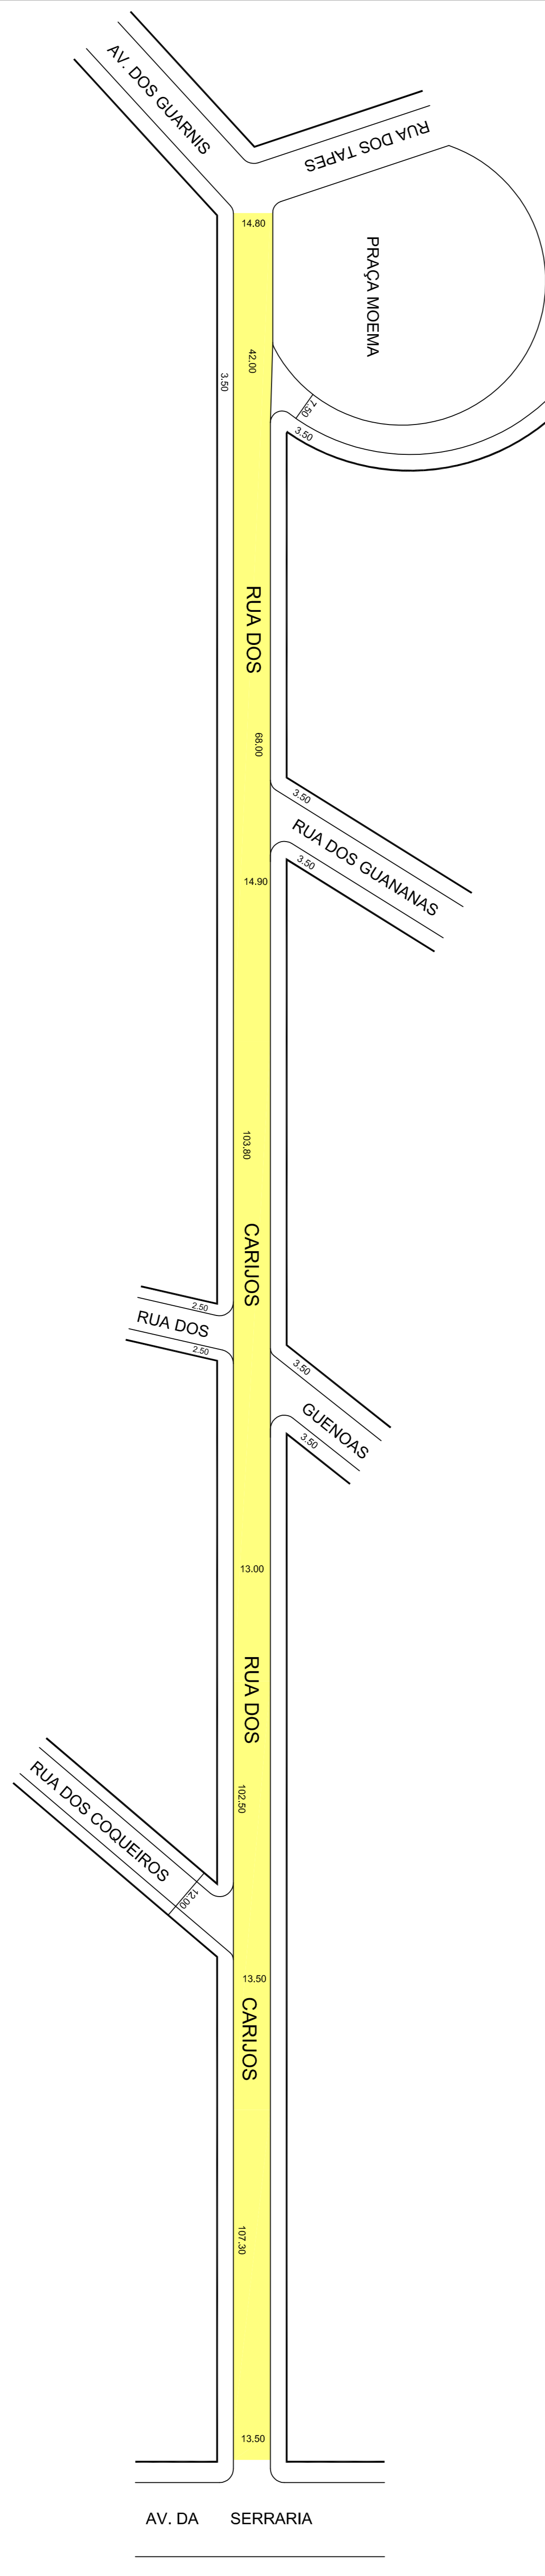 AV. DOS GUARNIS
RUA DOS TAPES
14.80
PRAÇA MOEMA
42.00
3.50
7.50
3.50
RUA DOS
68.00
3.50
RUA DOS GUANANAS
3.50
14.90
103.80
CARIJOS
2.50
RUA DOS
2.50
3.50
GUENOAS
3.50
13.00
RUA DOS
102.50
RUA DOS COQUEIROS
12.00
13.50
CARIJOS
107.30
13.50
AV. DA SERRARIA